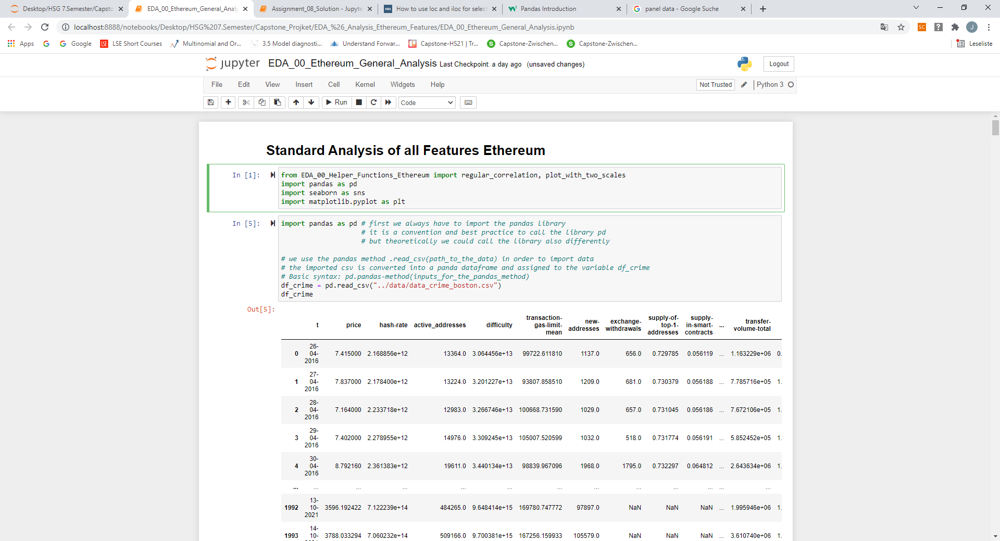 Desktop/HSG 7.Semester/Capsto
EDA_00_Ethereum_General_Analy
Assignment_08_Solution - Jupyte
tds
How to use loc and iloc for select
Pandas Introduction
panel data - Google Suche
localhost:8888/notebooks/Desktop/HSG%207.Semester/Capstone_Projket/EDA_%26_Analysis_Ethereum_Features/EDA_00_Ethereum_General_Analysis.ipynb
SC
?
J
Apps
Google
LSE
LSE Short Courses
Multinomial and Or...
3.5 Model diagnosti...
Understand Forwar...
Capstone-HS21 | Tr...
S
Capstone-Zwischen...
S
Capstone-Zwischen...
Leseliste
jupyter
EDA_00_Ethereum_General_Analysis Last Checkpoint: a day ago (unsaved changes)
Logout
File Edit View Insert Cell Kernel Widgets Help
Not Trusted
Python 3
Run
Code
Standard Analysis of all Features Ethereum
In [1]:
from EDA_00_Helper_Functions_Ethereum import regular_correlation, plot_with_two_scales
import pandas as pd
import seaborn as sns
import matplotlib.pyplot as plt
In [5]:
import pandas as pd # first we always have to import the pandas library
# it is a convention and best practice to call the library pd
# but theoretically we could call the library also differently
# we use the pandas method .read_csv(path_to_the_data) in order to import data
# the imported csv is converted into a panda dataframe and assigned to the variable df_crime
# Basic syntax: pd.pandas-method(inputs_for_the_pandas_method)
df_crime = pd.read_csv("../data/data_crime_boston.csv")
df_crime
Out[5]:
t price hash-rate active_addresses difficulty transaction-gas-limit-mean new-addresses exchange-withdrawals supply-of-top-1-addresses supply-in-smart-contracts ... transfer-volume-total
0 26-04-2016 7.415000 2.168856e+12 13364.0 3.064456e+13 99722.611810 1137.0 656.0 0.729785 0.056119 ... 1.163229e+06 0.
1 27-04-2016 7.837000 2.178400e+12 13224.0 3.201227e+13 93807.858510 1209.0 681.0 0.730379 0.056188 ... 7.785716e+05 1.
2 28-04-2016 7.164000 2.233718e+12 12983.0 3.266746e+13 100668.731590 1029.0 657.0 0.731045 0.056186 ... 7.672106e+05 1.
3 29-04-2016 7.402000 2.278955e+12 14976.0 3.309245e+13 105007.520599 1032.0 518.0 0.731774 0.056191 ... 5.852452e+05 1.
4 30-04-2016 8.792160 2.361383e+12 19611.0 3.440134e+13 98839.967096 1968.0 1795.0 0.732297 0.064812 ... 2.643634e+06 1.
... ... ... ... ... ... ... ... ... ... ... ... ...
1992 13-10-2021 3596.192422 7.122239e+14 484265.0 9.648414e+15 169780.747772 97897.0 NaN NaN NaN ... 1.995946e+06 1.
1993 14-10- 3788.033294 7.060232e+14 509166.0 9.700381e+15 167256.159933 105579.0 NaN NaN NaN ... 3.610740e+06 1.